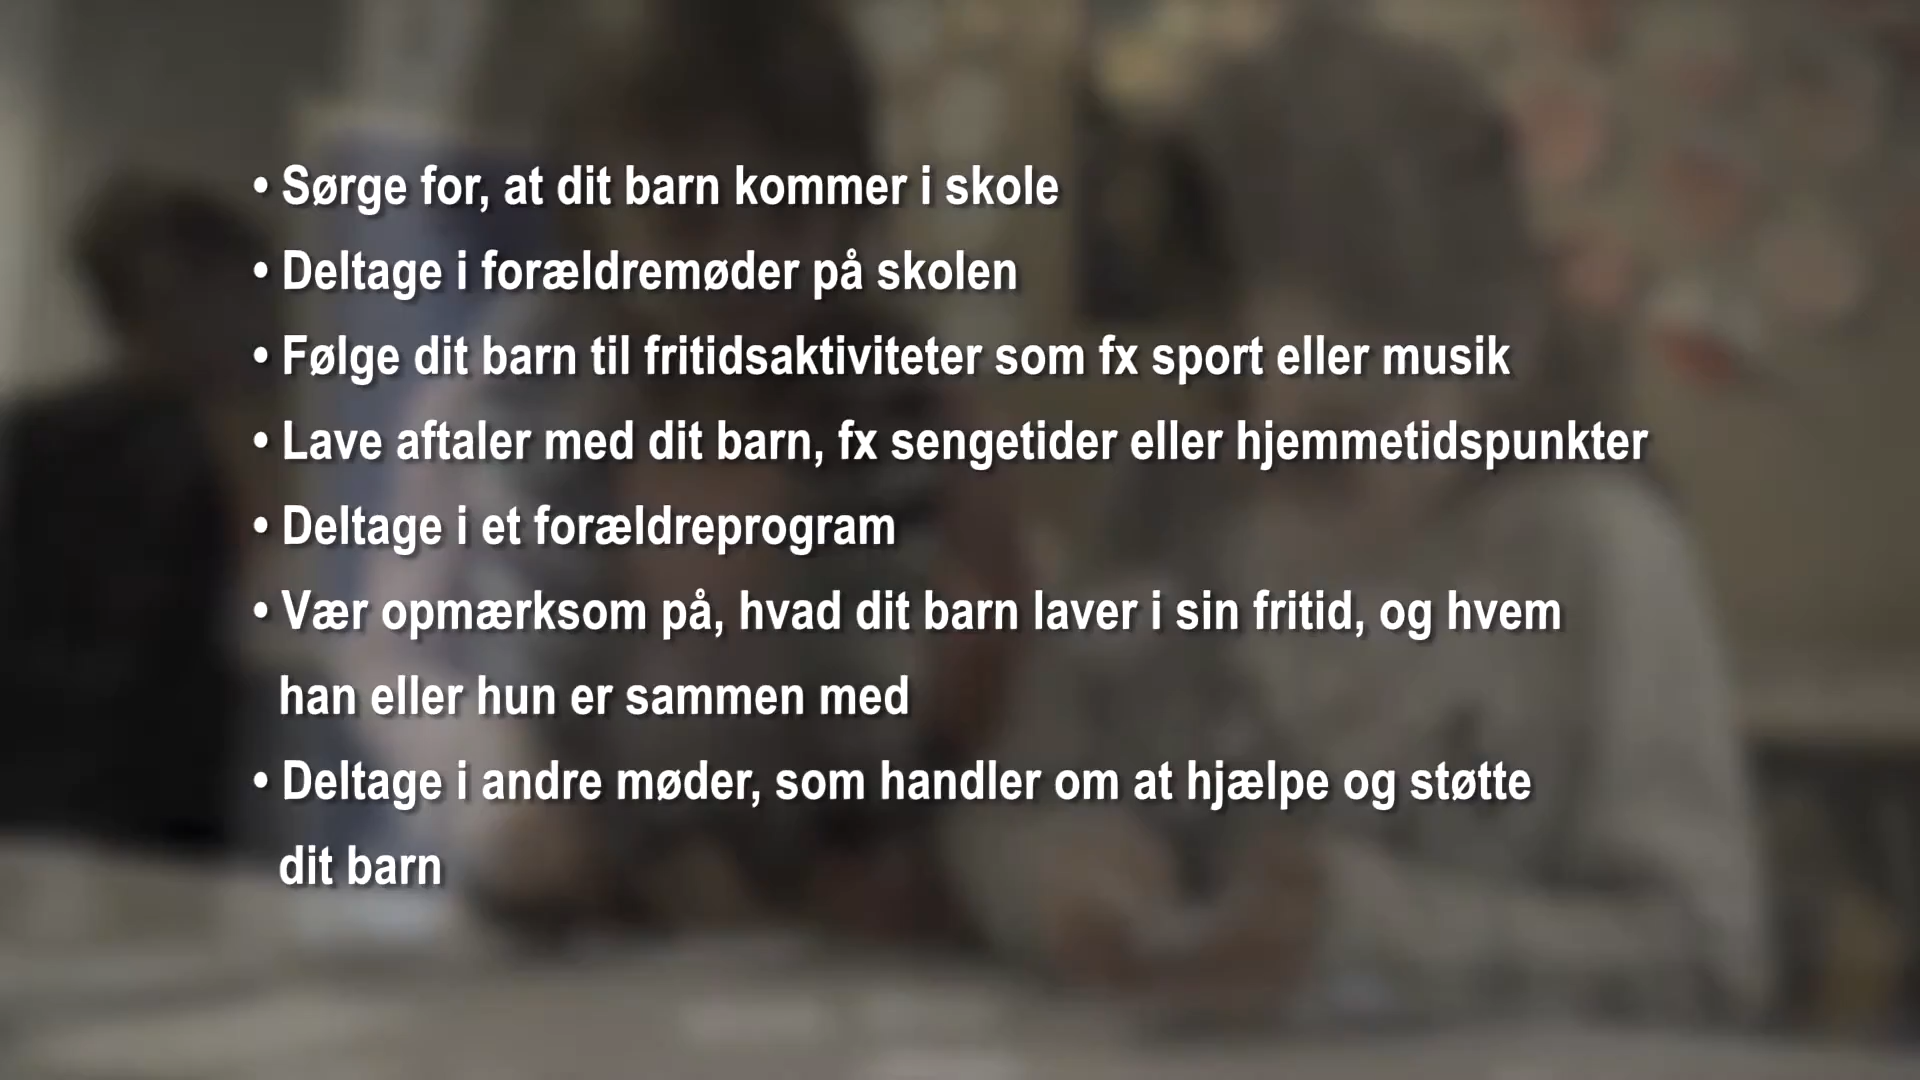 • Sørge for, at dit barn kommer i skole
• Deltage i forældremøder på skolen
• Følge dit barn til fritidsaktiviteter som fx sport eller musik
• Lave aftaler med dit barn, fx sengetider eller hjemmetidspunkter
• Deltage i et forældreprogram
• Vær opmærksom på, hvad dit barn laver i sin fritid, og hvem
han eller hun er sammen med
• Deltage i andre møder, som handler om at hjælpe og støtte
dit barn